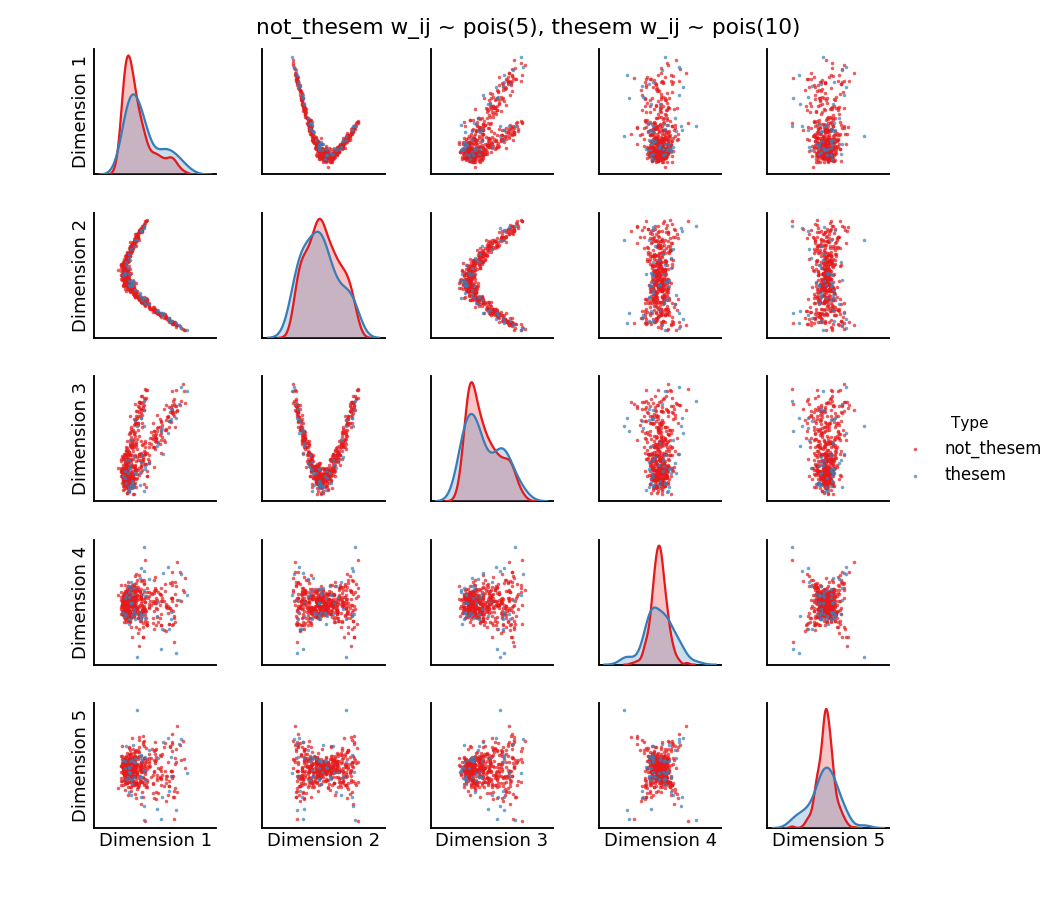 not_thesem w_ij ~ pois(5), thesem w_ij ~ pois(10)
Dimension 1
Dimension 2
Dimension 3
Dimension 4
Dimension 5
Type
not_thesem
thesem
Dimension 1
Dimension 2
Dimension 3
Dimension 4
Dimension 5